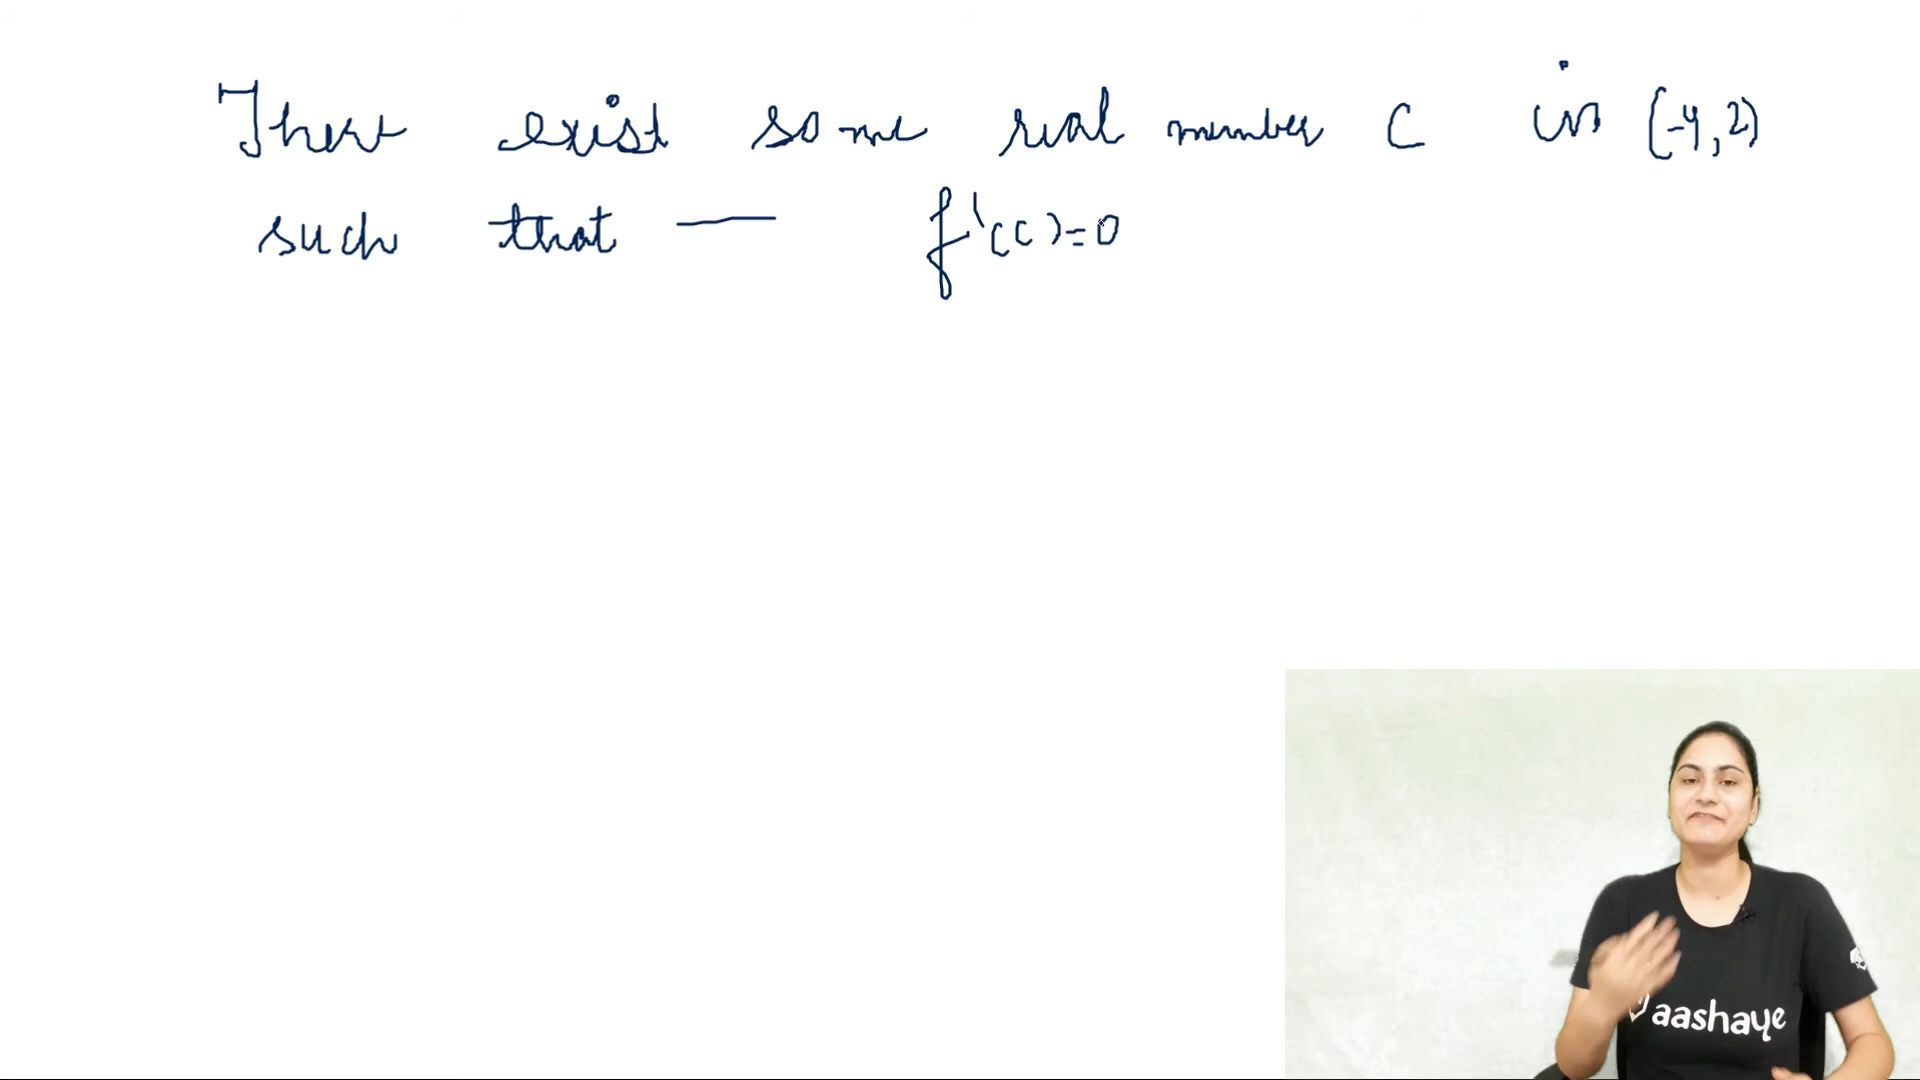 There exist some real number C in (-4,2)
such that — f'(c)=0
aashaye